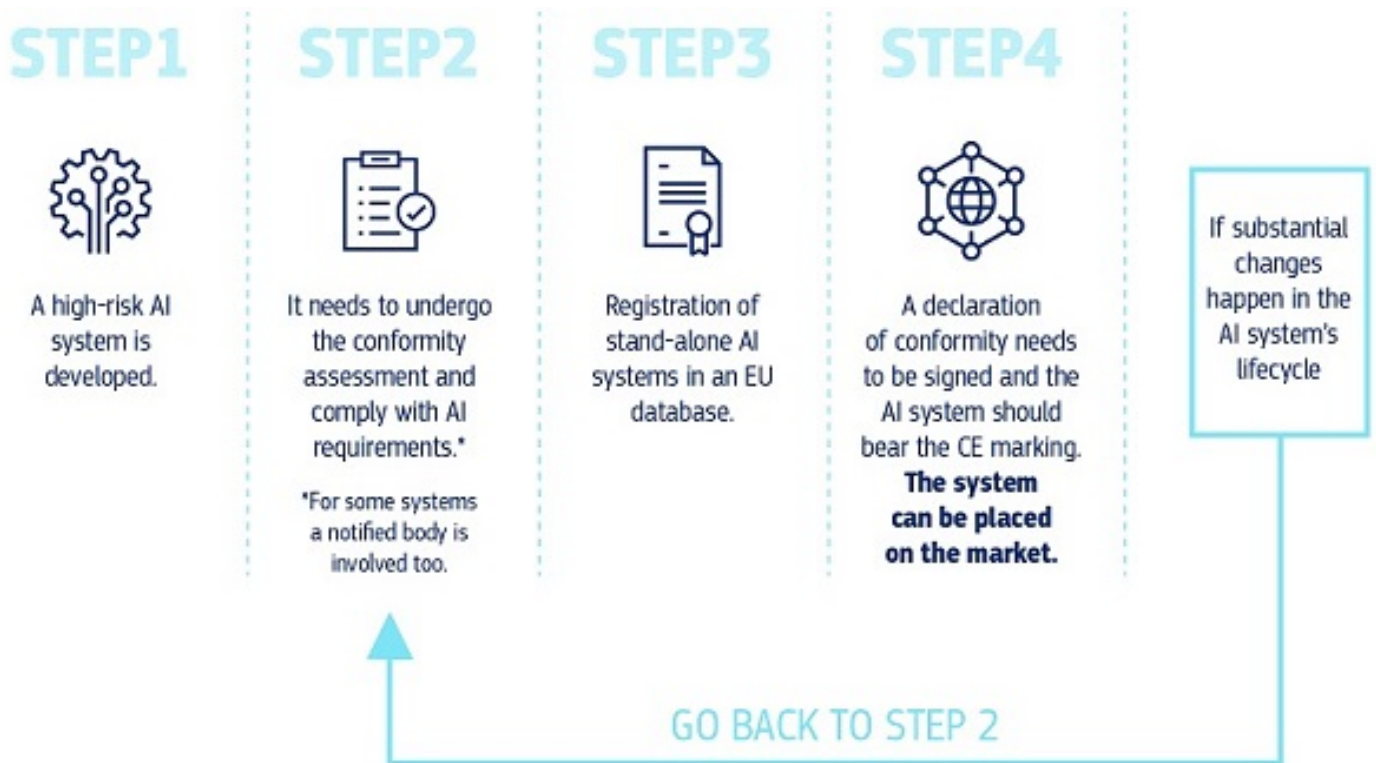 STEP1
A high-risk AI
system is
developed.
STEP2
It needs to undergo
the conformity
assessment and
comply with AI
requirements.*
*For some systems
a notified body is
involved too.
STEP3
Registration of
stand-alone AI
systems in an EU
database.
STEP4
A declaration
of conformity needs
to be signed and the
AI system should
bear the CE marking.
The system
can be placed
on the market.
If substantial
changes
happen in the
AI system's
lifecycle
GO BACK TO STEP 2